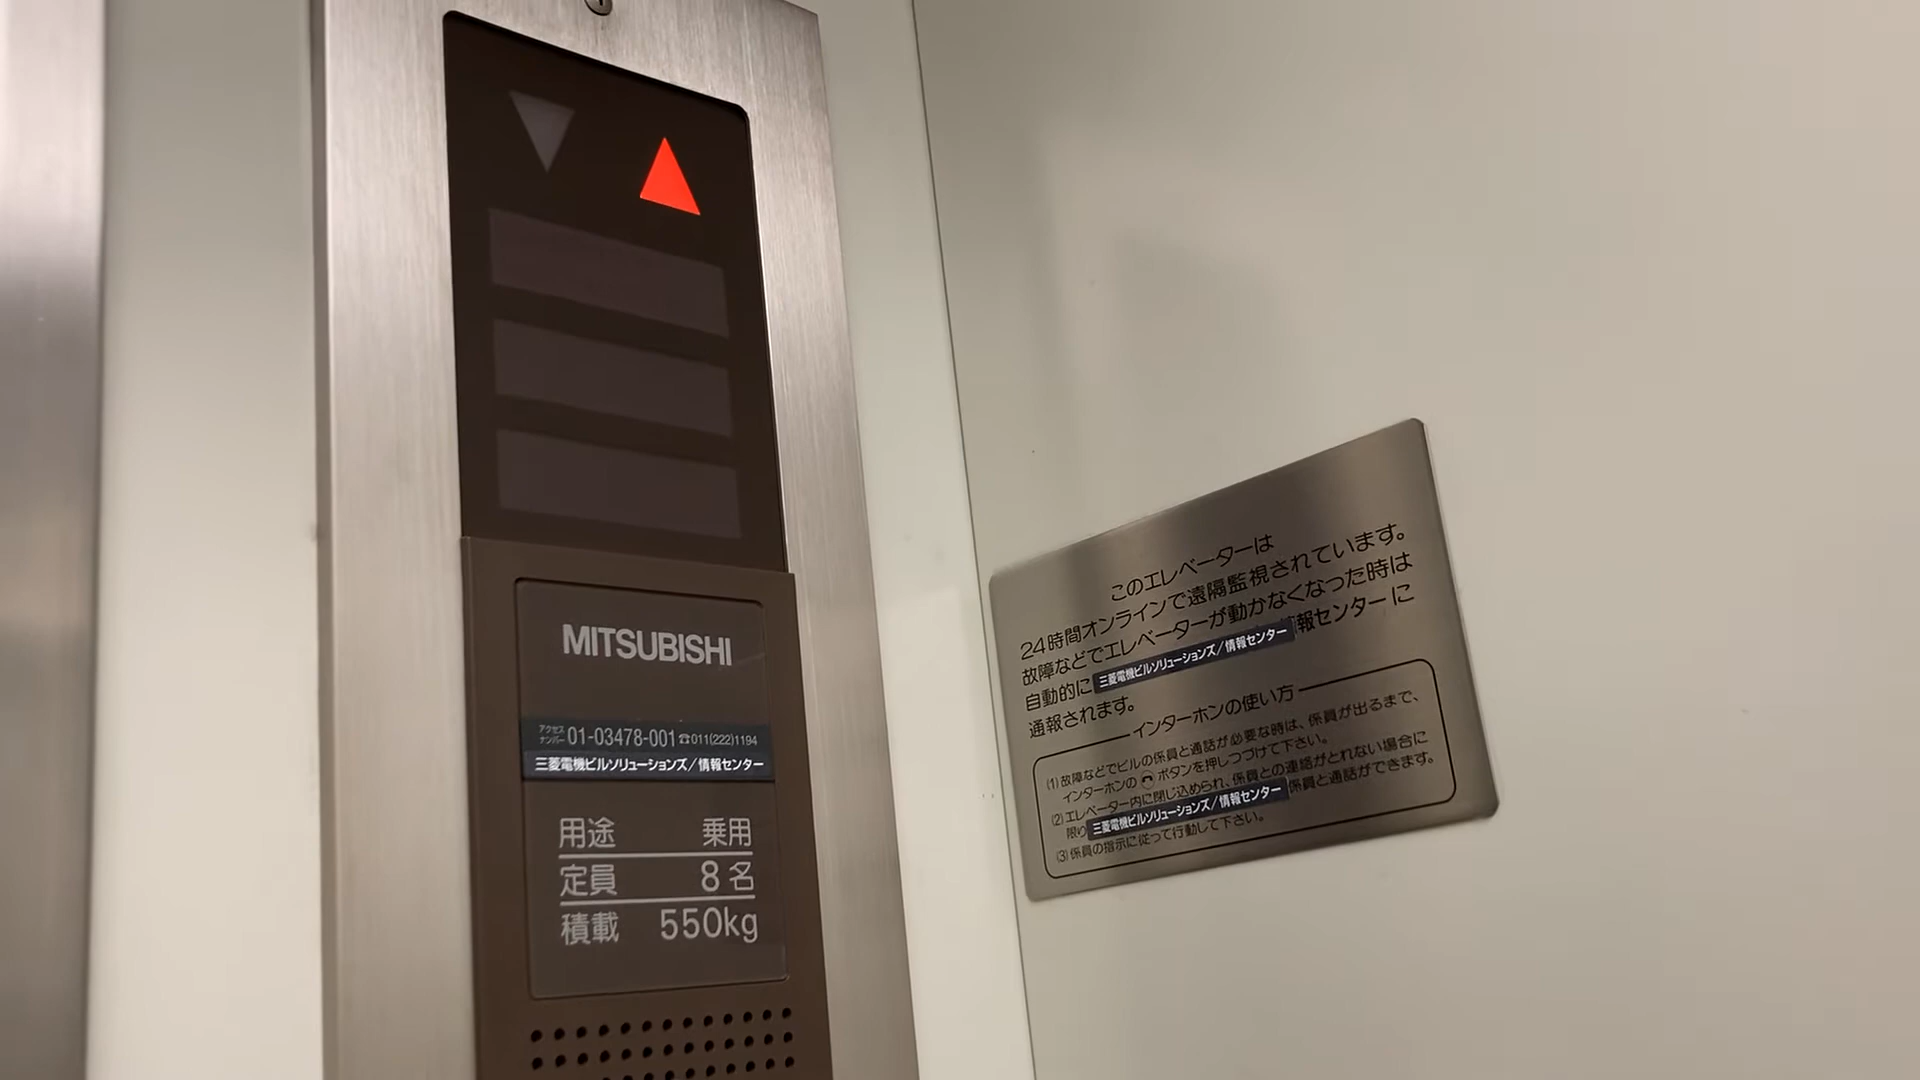 MITSUBISHI
アクセスナンバー 01-03478-001 ☎011(222)1194
三菱電機ビルソリューションズ/情報センター
用途 乗用
定員 8名
積載 550kg
このエレベーターは
24時間オンラインで遠隔監視されています。
故障などでエレベーターが動かなくなった時は
自動的に三菱電機ビルソリューションズ/情報センター報センターに
通報されます。
インターホンの使い方
(1)故障などでビルの係員と通話が必要な時は、係員が出るまで、
インターホンの ボタンを押しつづけて下さい。
(2)エレベーター内に閉じ込められ、係員との連絡がとれない場合に
限り三菱電機ビルソリューションズ/情報センター係員と通話ができます。
(3)係員の指示に従って行動して下さい。